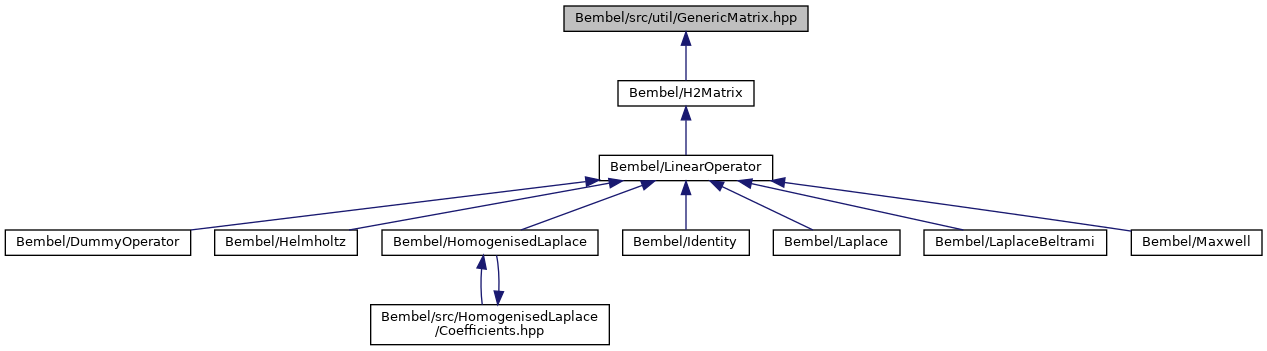 Bembel/src/util/GenericMatrix.hpp
Bembel/H2Matrix
Bembel/LinearOperator
Bembel/DummyOperator
Bembel/Helmholtz
Bembel/HomogenisedLaplace
Bembel/Identity
Bembel/Laplace
Bembel/LaplaceBeltrami
Bembel/Maxwell
Bembel/src/HomogenisedLaplace
/Coefficients.hpp